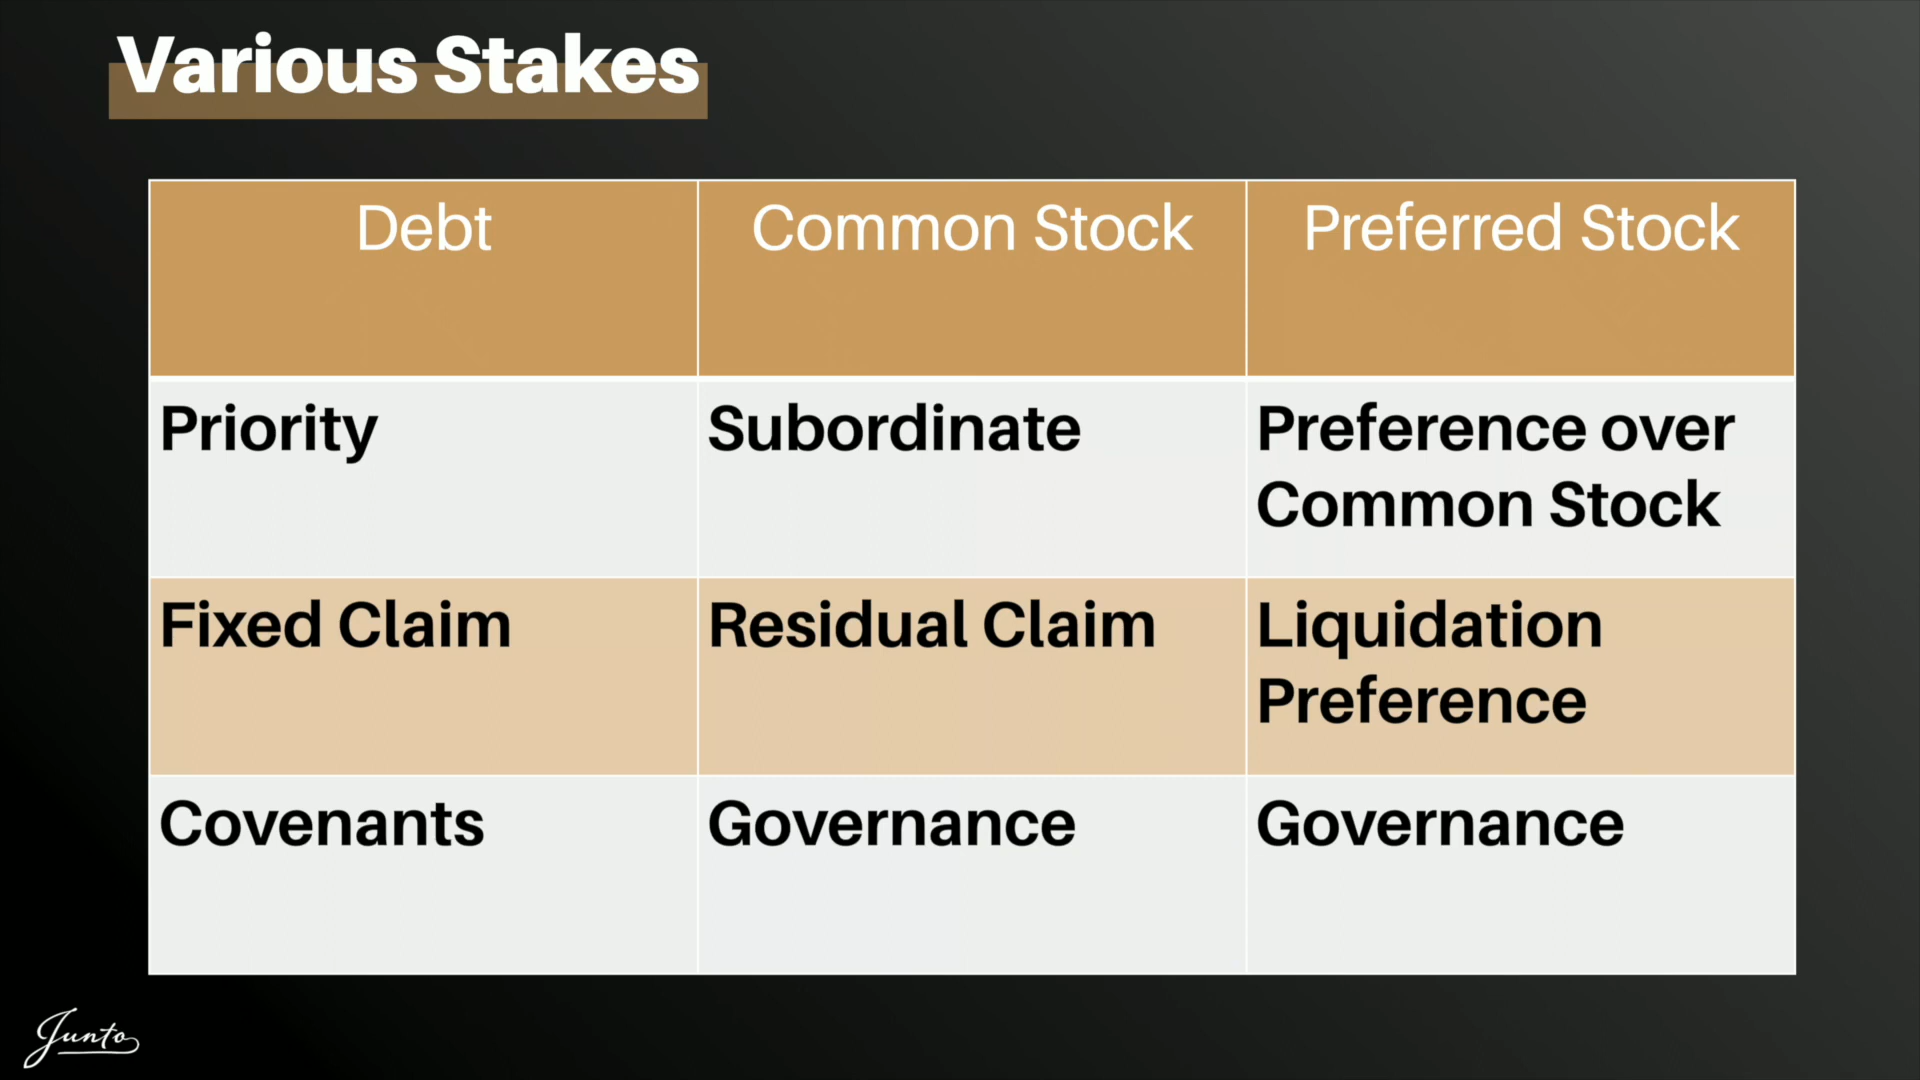 Various Stakes
Debt
Common Stock
Preferred Stock
Priority
Subordinate
Preference over
Common Stock
Fixed Claim
Residual Claim
Liquidation
Preference
Covenants
Governance
Governance
Junto